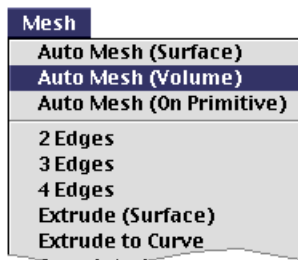 Mesh
Auto Mesh (Surface)
Auto Mesh (Volume)
Auto Mesh (On Primitive)
2 Edges
3 Edges
4 Edges
Extrude (Surface)
Extrude to Curve